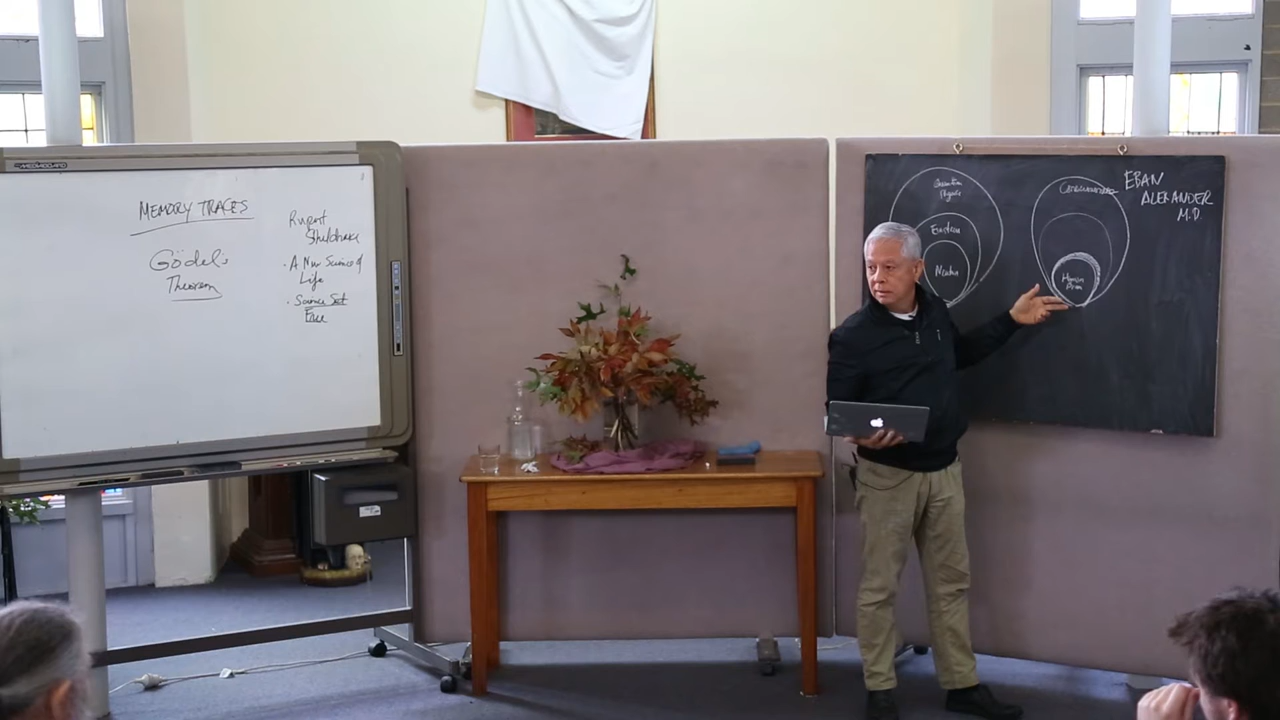 MEDIABOARD
MEMORY TRACES
Gödel's
Theorem
Rupert
Sheldrake
• A New Science of
Life
• Science Set
Free
Quantum
Physics
Einstein
Newton
Consciousness
Human
EBAN
ALEXANDER
M.D.